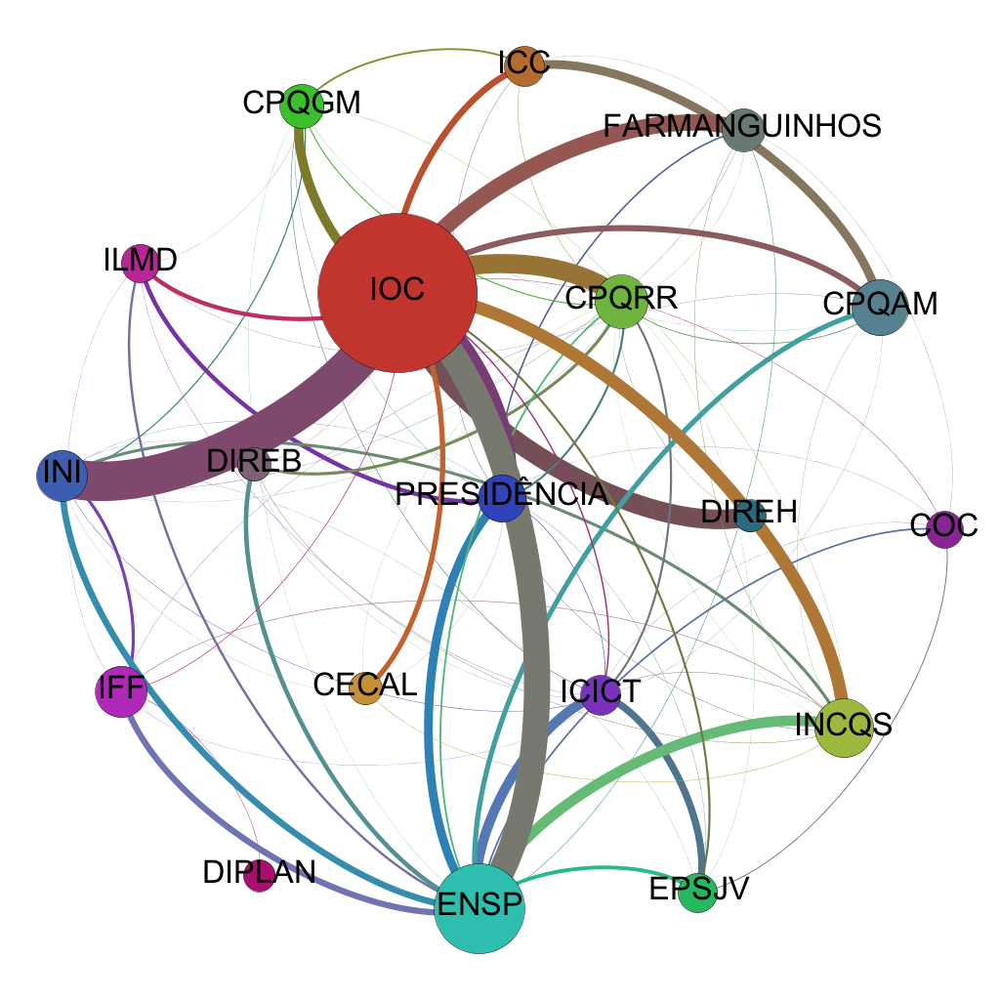 ICC
CPQGM
FARMANGUINHOS
ILMD
IOC
CPQRR
CPQAM
INI
DIREB
PRESIDÊNCIA
DIREH
COC
IFF
CECAL
ICICT
INCQS
DIPLAN
ENSP
EPSJV